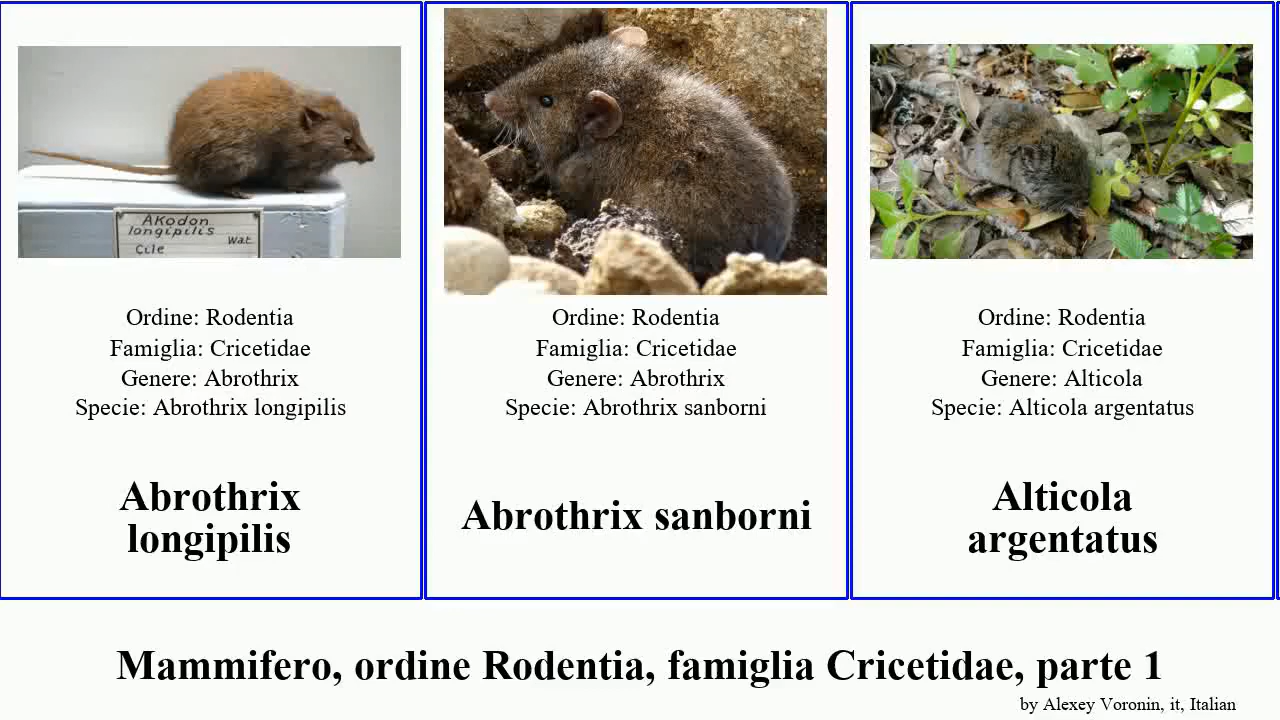 AKodon
longipilis
Wat.
Cile
Ordine: Rodentia
Famiglia: Cricetidae
Genere: Abrothrix
Specie: Abrothrix longipilis
Abrothrix
longipilis
Ordine: Rodentia
Famiglia: Cricetidae
Genere: Abrothrix
Specie: Abrothrix sanborni
Abrothrix sanborni
Ordine: Rodentia
Famiglia: Cricetidae
Genere: Alticola
Specie: Alticola argentatus
Alticola
argentatus
Mammifero, ordine Rodentia, famiglia Cricetidae, parte 1
by Alexey Voronin, it, Italian